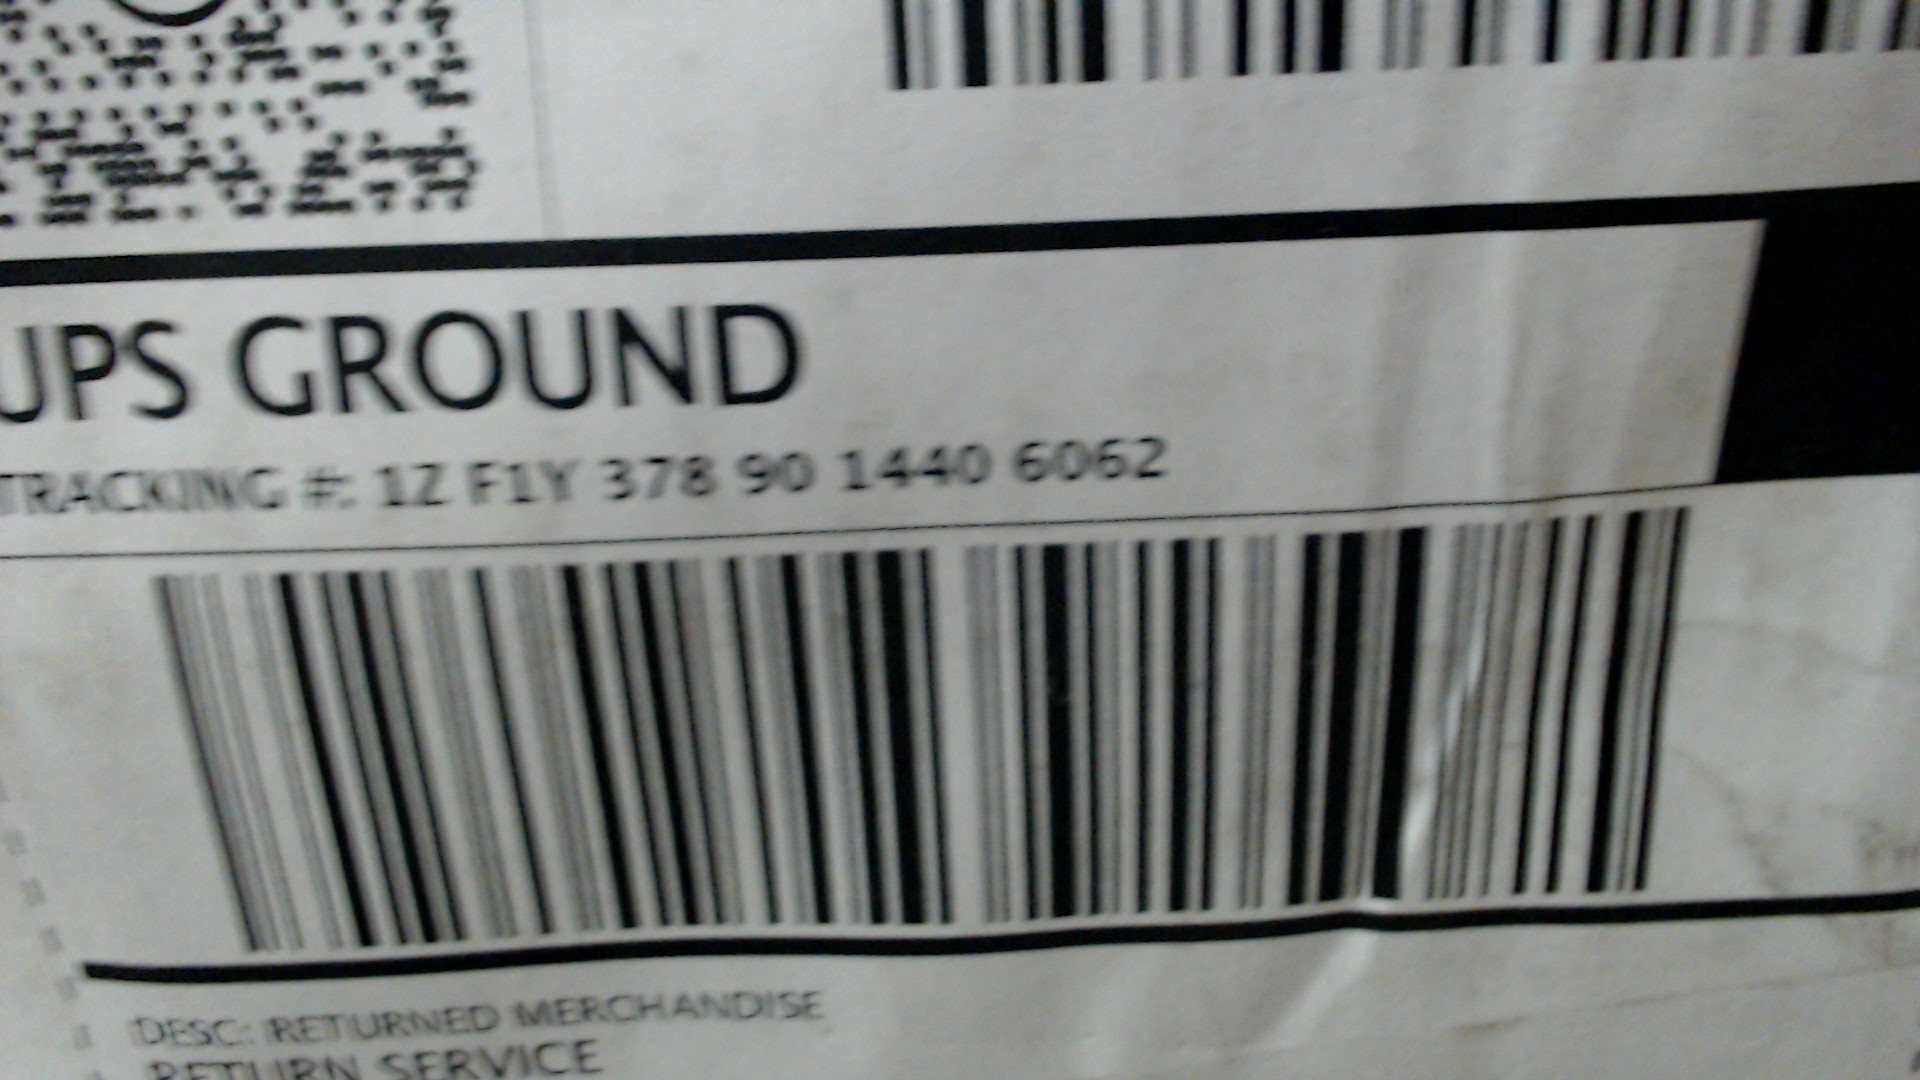 UPS GROUND
TRACKING #: 1Z F1Y 378 90 1440 6062
DESC: RETURNED MERCHANDISE
RETURN SERVICE